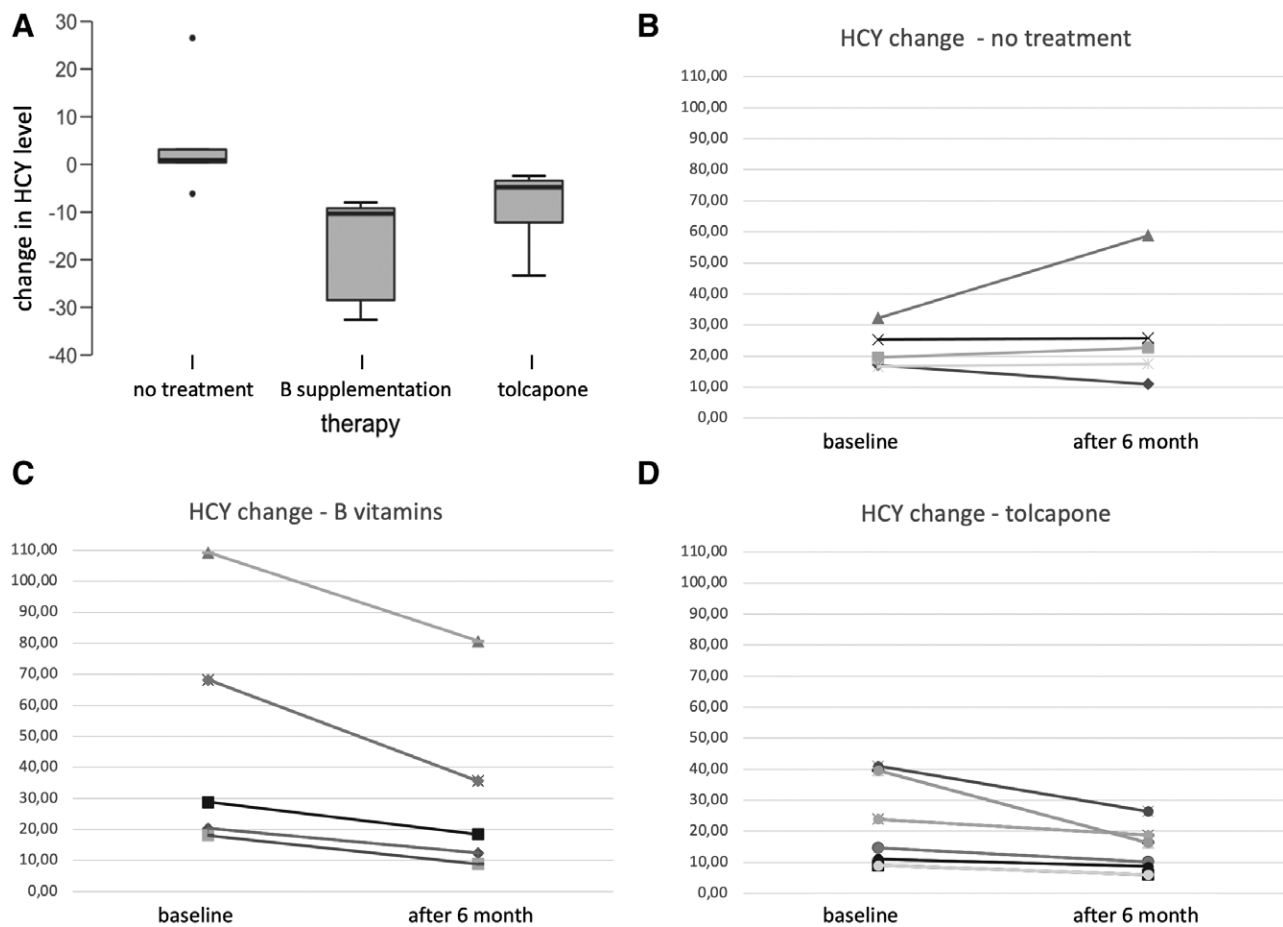 A
change in HCY level
30
20
10
0
-10
-20
-30
-40
no treatment
B supplementation
tolcapone
therapy
B
HCY change - no treatment
110,00
100,00
90,00
80,00
70,00
60,00
50,00
40,00
30,00
20,00
10,00
0,00
baseline
after 6 month
C
HCY change - B vitamins
110,00
100,00
90,00
80,00
70,00
60,00
50,00
40,00
30,00
20,00
10,00
0,00
baseline
after 6 month
D
HCY change - tolcapone
110,00
100,00
90,00
80,00
70,00
60,00
50,00
40,00
30,00
20,00
10,00
0,00
baseline
after 6 month